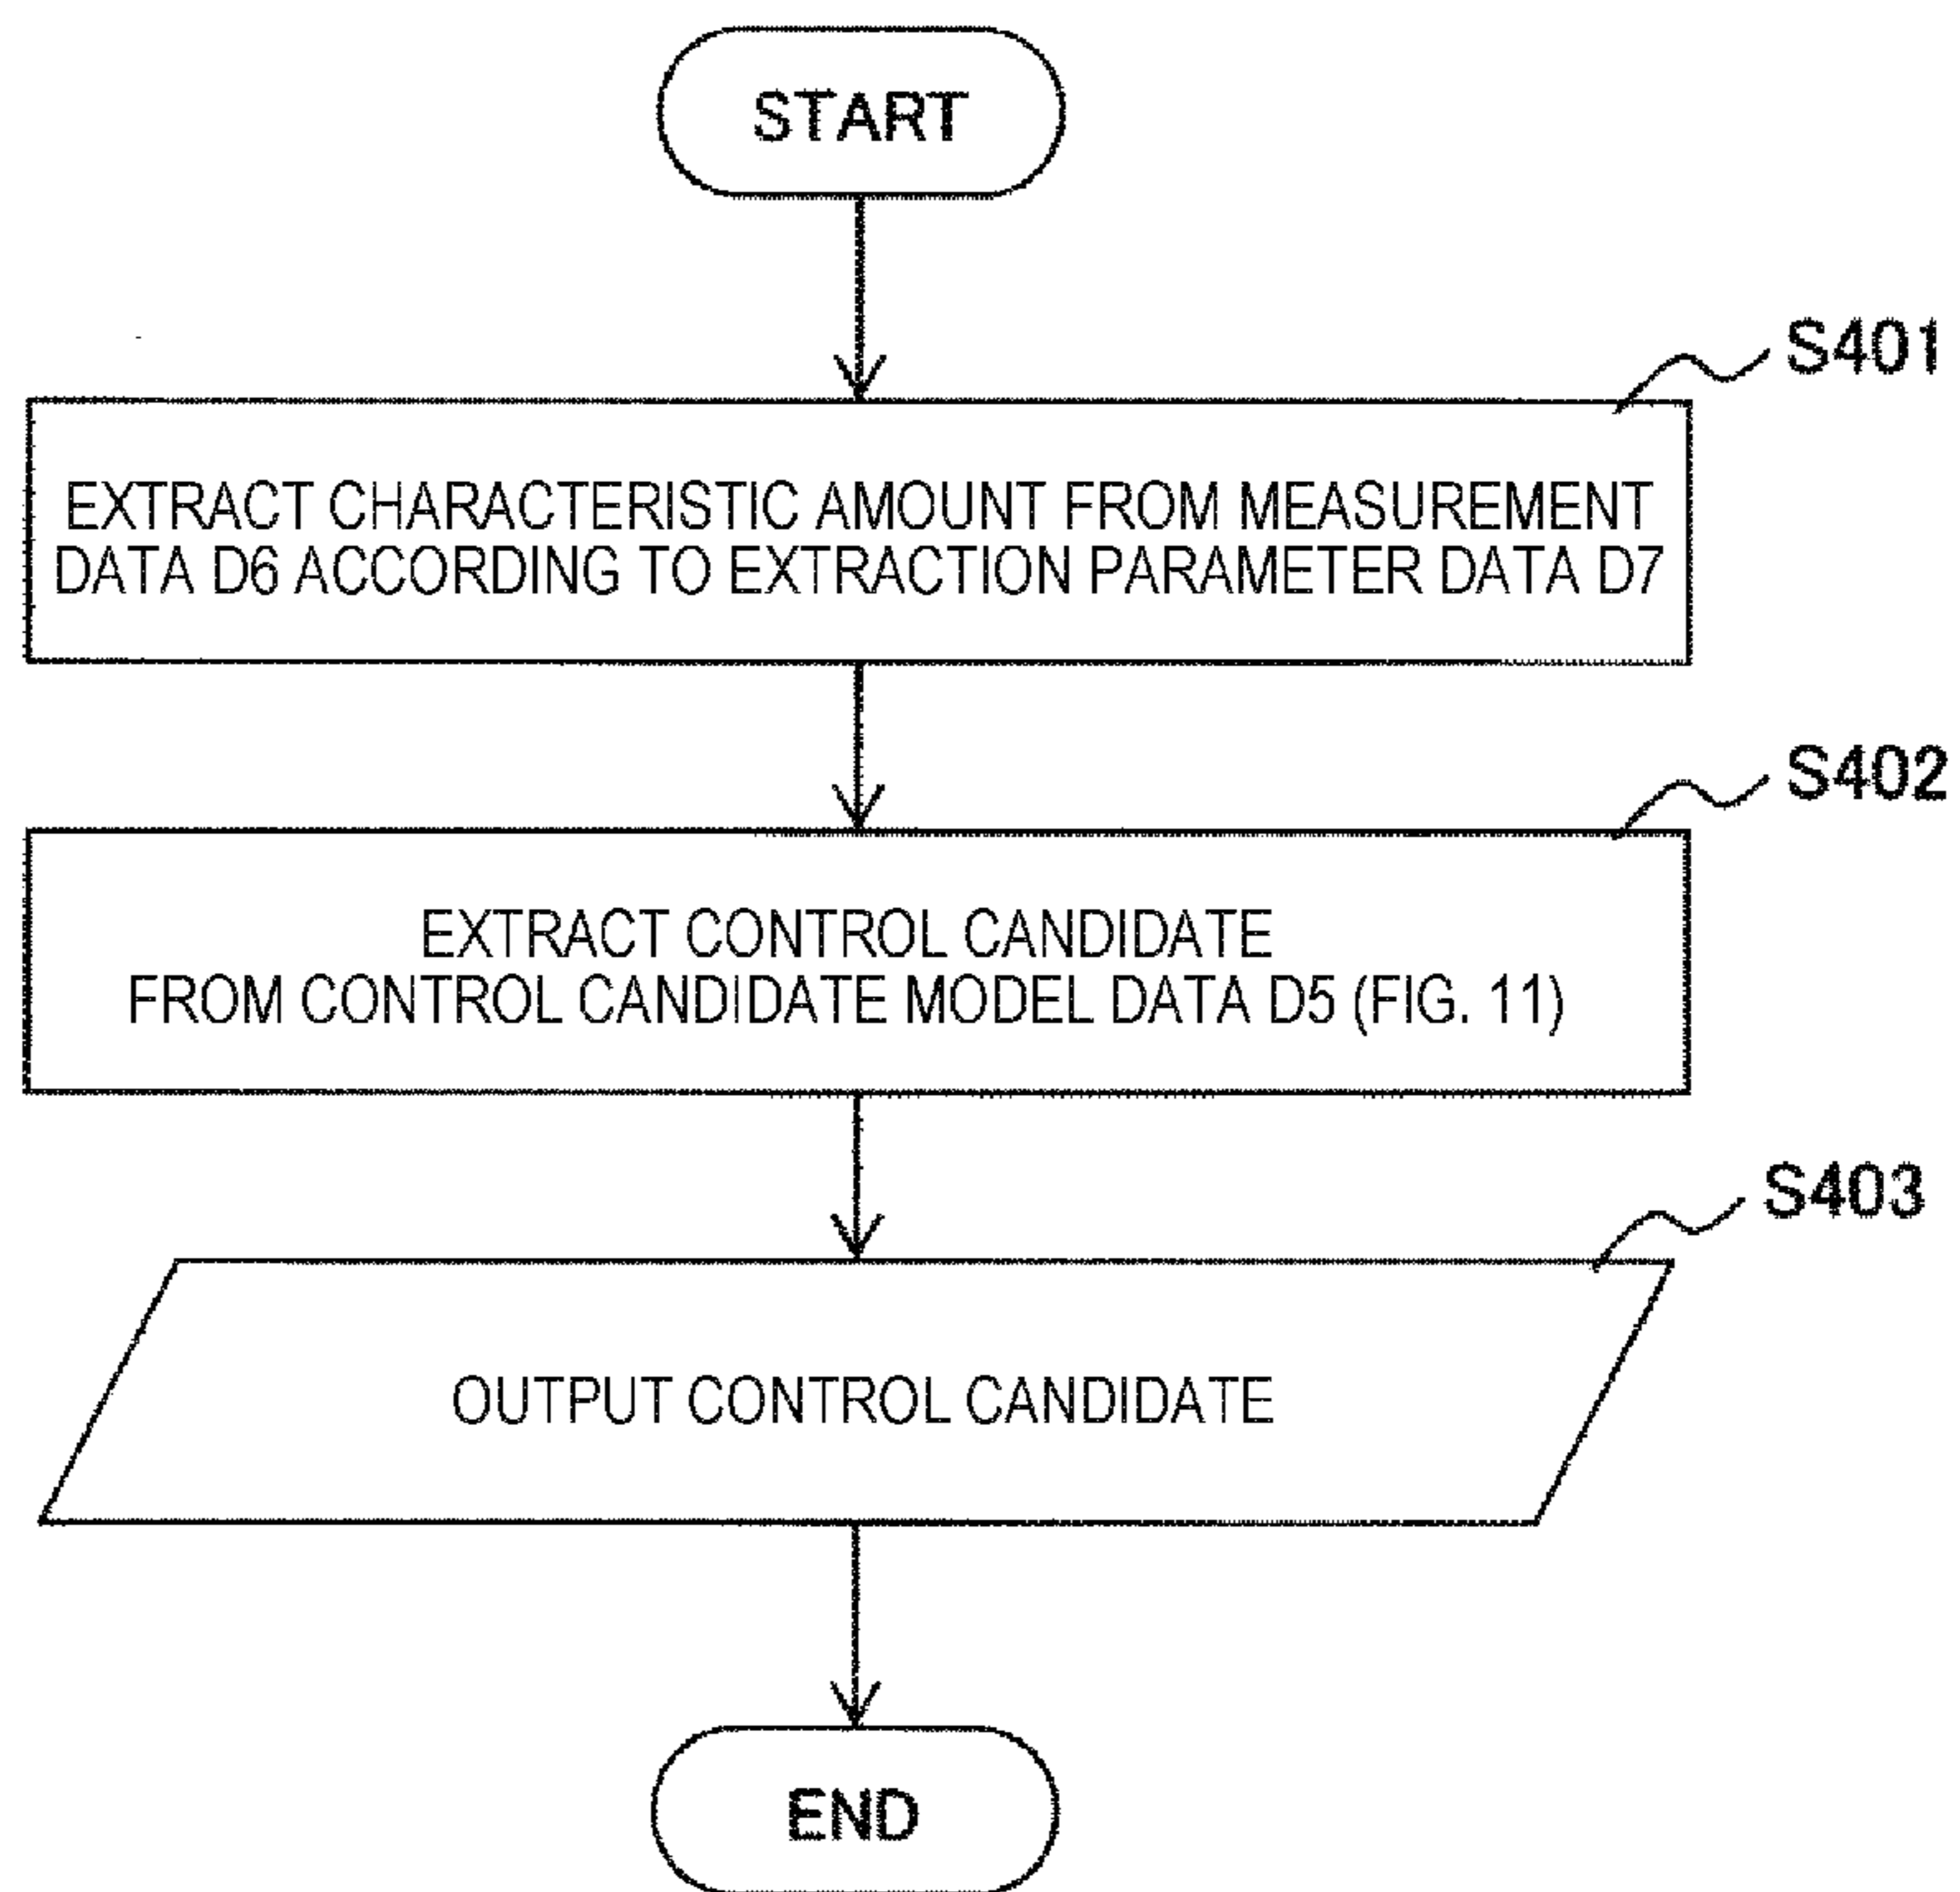 START
S401
EXTRACT CHARACTERISTIC AMOUNT FROM MEASUREMENT
DATA D6 ACCORDING TO EXTRACTION PARAMETER DATA D7
S402
EXTRACT CONTROL CANDIDATE
FROM CONTROL CANDIDATE MODEL DATA D5 (FIG. 11)
S403
OUTPUT CONTROL CANDIDATE
END